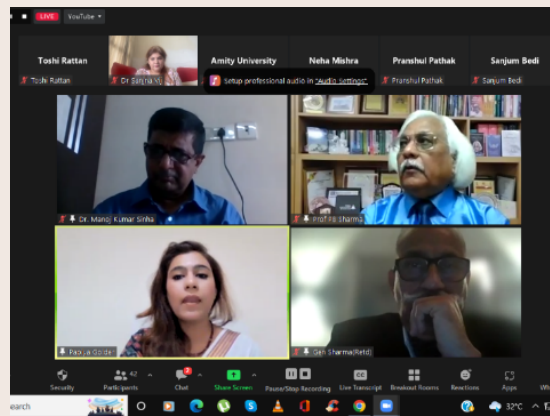 LIVE YouTube
Toshi Rattan
Amity University
Neha Mishra
Pranshul Pathak
Sanjum Bedi
Toshi Rattan
Setup professional audio in "Audio Settings".
Pranshul Pathak
Sanjum Bedi
Dr. Manoj Kumar Sinha
Prof PB Sharma
Gen Sharma(Retd)
Security
Participants
42
Chat
Share Screen
Pause/Stop Recording
Live Transcript
Breakout Rooms
Reactions
Apps
earch
32°C